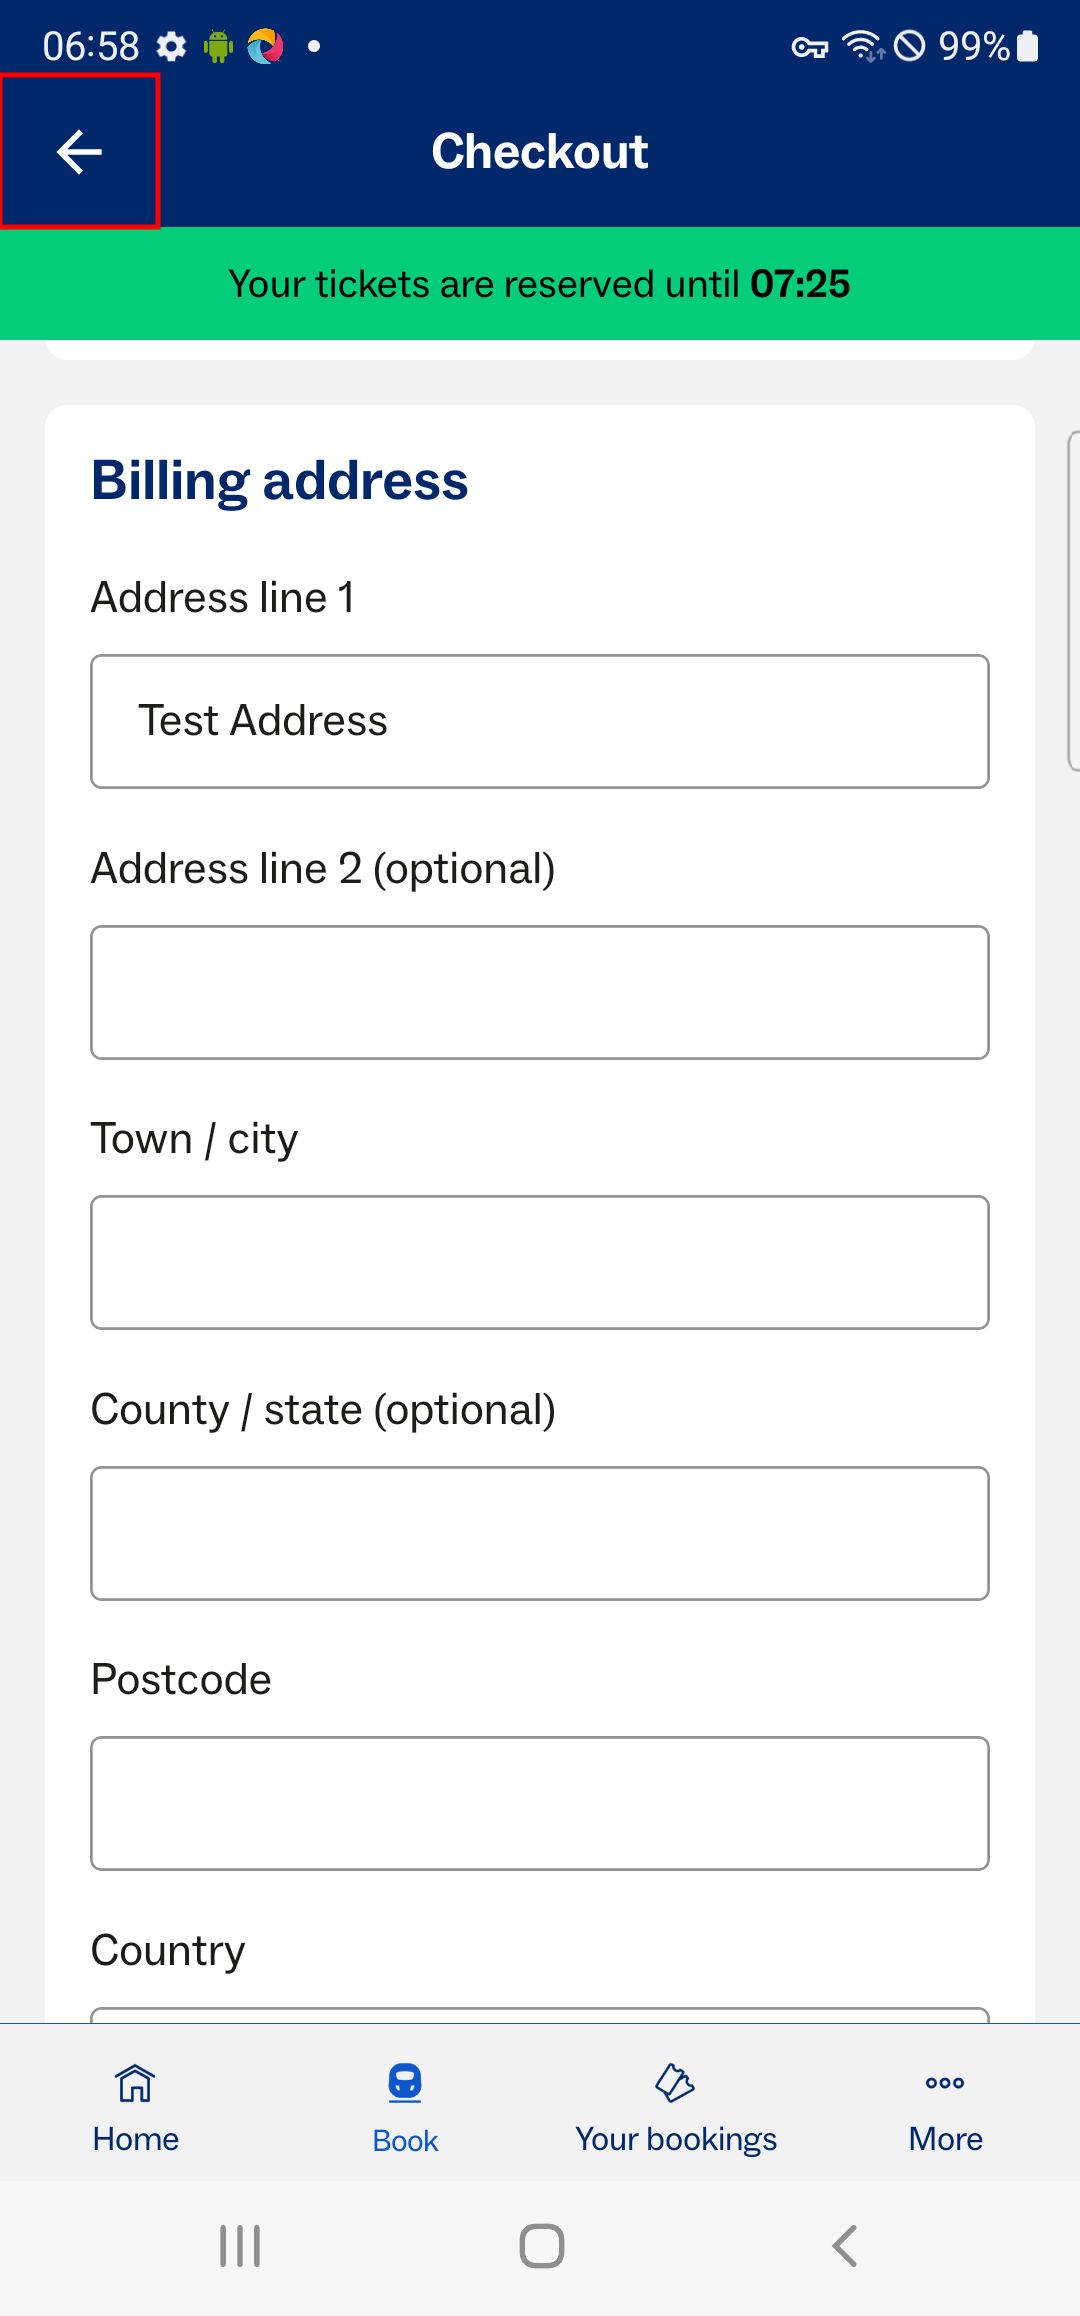 06:58
99%
Checkout
Your tickets are reserved until 07:25
Billing address
Address line 1
Test Address
Address line 2 (optional)
Town / city
County / state (optional)
Postcode
Country
Home
Book
Your bookings
More